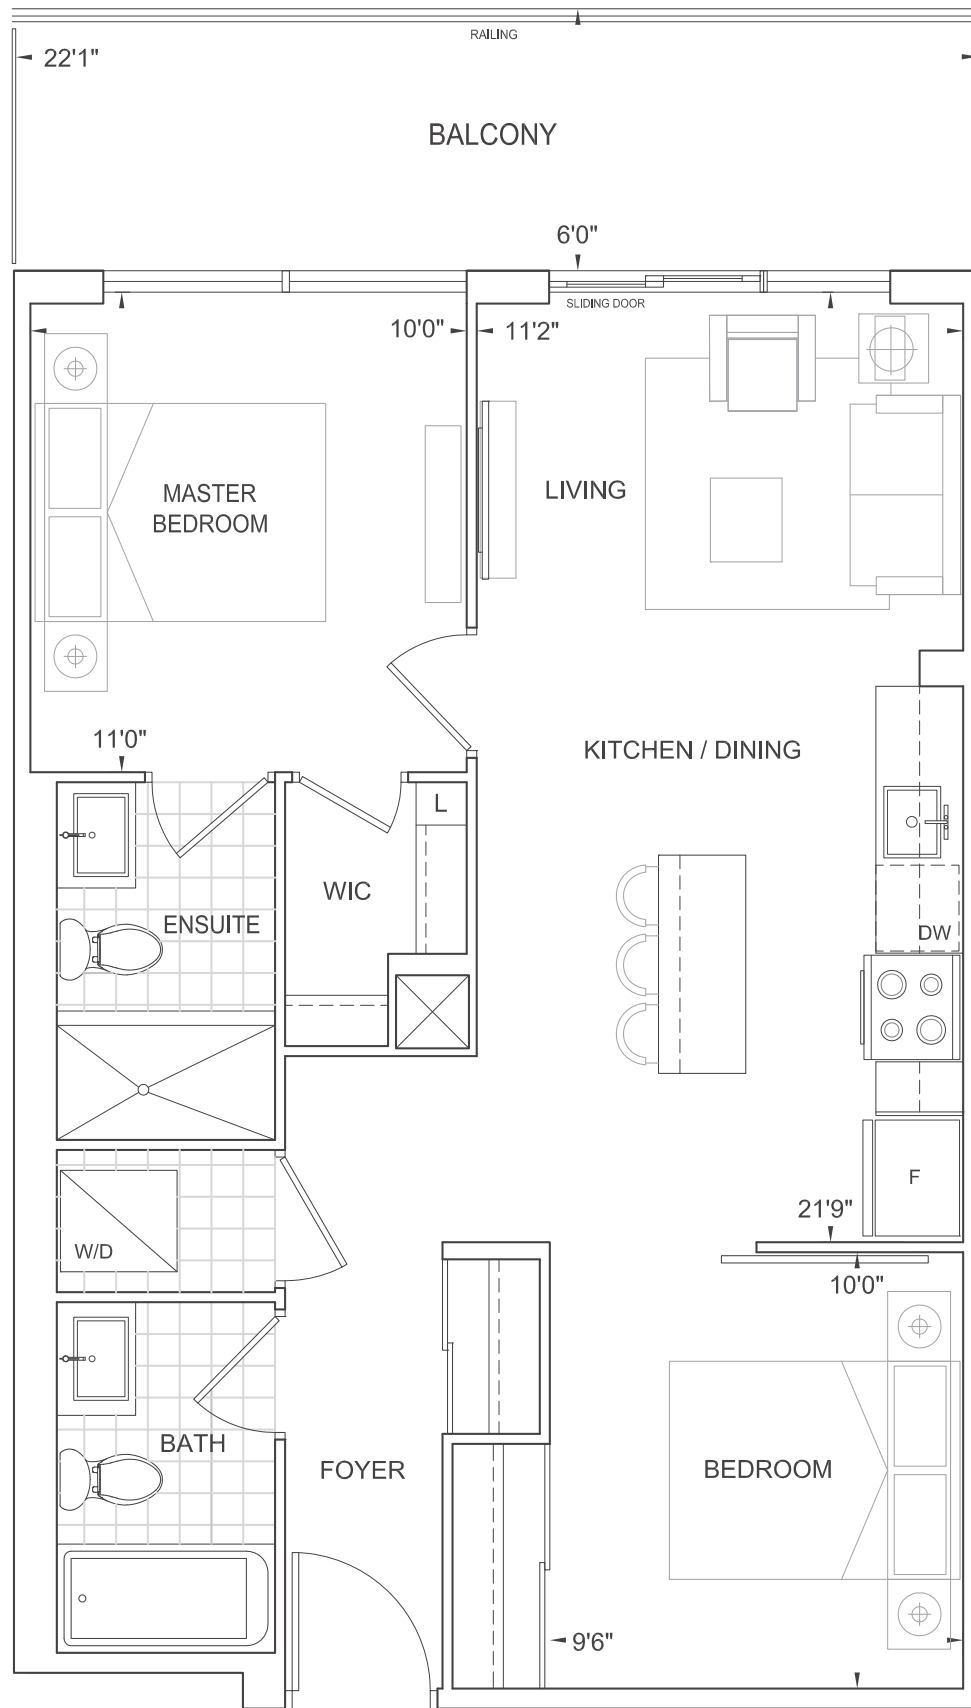 RAILING
22'1"
BALCONY
6'0"
SLIDING DOOR
10'0"
11'2"
MASTER
BEDROOM
LIVING
11'0"
KITCHEN / DINING
L
WIC
ENSUITE
DW
F
21'9"
W/D
10'0"
BATH
FOYER
BEDROOM
9'6"